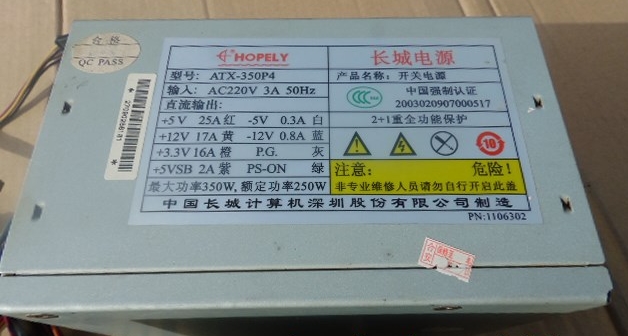 合格
QC PASS
HOPELY
长城电源
型号: ATX-350P4
产品名称: 开关电源
输入: AC220V 3A 50Hz
中国强制认证
2003020907000517
直流输出:
2+1重全功能保护
+5V 25A 红 -5V 0.3A 白
+12V 17A 黄 -12V 0.8A 蓝
+3.3V 16A 橙 P.G. 灰
+5VSB 2A 紫 PS-ON 绿
10
注意: 危险!
非专业维修人员请勿自行开启此盖
最大功率350W, 额定功率250W
中国长城计算机深圳股份有限公司制造
PN:1106302